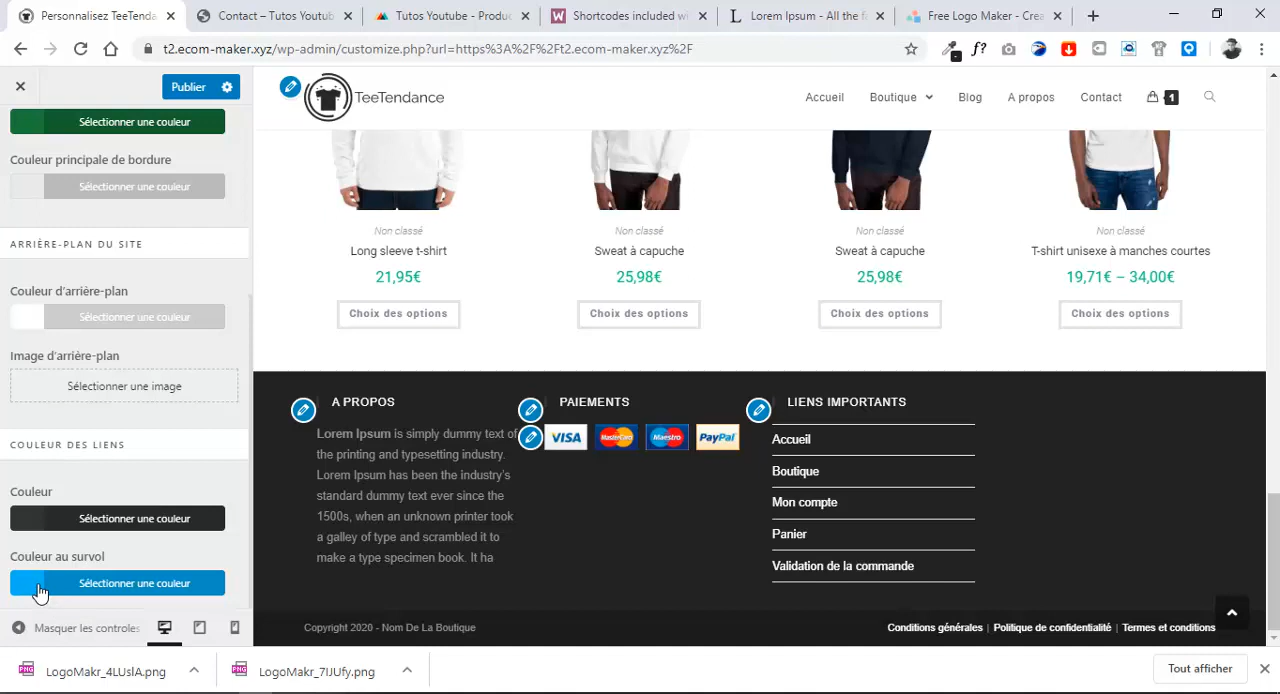 Personnalisez TeeTenda
Contact – Tutos Youtub
Tutos Youtube - Produc
Shortcodes included wi
Lorem Ipsum - All the f
Free Logo Maker - Crea
t2.ecom-maker.xyz/wp-admin/customize.php?url=https%3A%2F%2Ft2.ecom-maker.xyz%2F
f?
Publier
TeeTendance
Accueil
Boutique
Blog
A propos
Contact
1
Sélectionner une couleur
Couleur principale de bordure
Sélectionner une couleur
ARRIÈRE-PLAN DU SITE
Couleur d'arrière-plan
Sélectionner une couleur
Image d'arrière-plan
Sélectionner une image
COULEUR DES LIENS
Couleur
Sélectionner une couleur
Couleur au survol
Sélectionner une couleur
Masquer les controles
Non classé
Long sleeve t-shirt
21,95€
Choix des options
Non classé
Sweat à capuche
25,98€
Choix des options
Non classé
Sweat à capuche
25,98€
Choix des options
Non classé
T-shirt unisexe à manches courtes
19,71€ – 34,00€
Choix des options
A PROPOS
Lorem Ipsum is simply dummy text of
the printing and typesetting industry.
Lorem Ipsum has been the industry's
standard dummy text ever since the
1500s, when an unknown printer took
a galley of type and scrambled it to
make a type specimen book. It ha
PAIEMENTS
VISA
MasterCard
Maestro
PayPal
LIENS IMPORTANTS
Accueil
Boutique
Mon compte
Panier
Validation de la commande
Copyright 2020 - Nom De La Boutique
Conditions générales | Politique de confidentialité | Termes et conditions
LogoMakr_4LUslA.png
LogoMakr_7IJUfy.png
Tout afficher